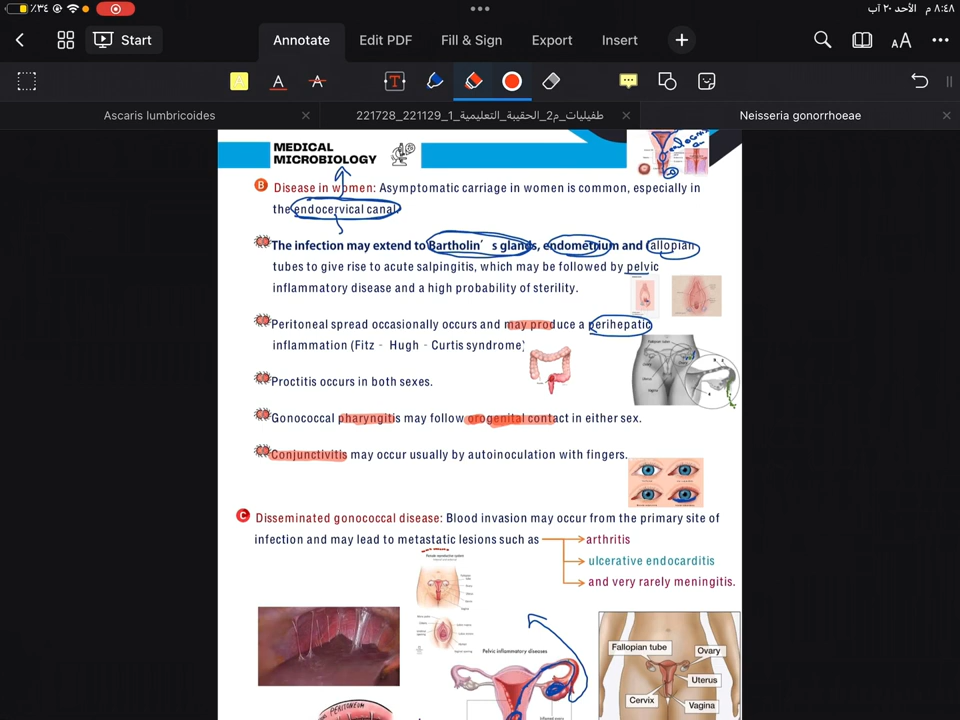 ٪٣٤
٨:٤٨ م الأحد ٢٠ آب
Start
Annotate
Edit PDF
Fill & Sign
Export
Insert
Ascaris lumbricoides
طفيليات_م2_الحقيبة_التعليمية_1_221129_221728
Neisseria gonorrhoeae
MEDICAL
MICROBIOLOGY
B Disease in women: Asymptomatic carriage in women is common, especially in
the endocervical canal.
The infection may extend to Bartholin's glands, endometrium and fallopian
tubes to give rise to acute salpingitis, which may be followed by pelvic
inflammatory disease and a high probability of sterility.
Peritoneal spread occasionally occurs and may produce a perihepatic
inflammation (Fitz - Hugh - Curtis syndrome)
Proctitis occurs in both sexes.
Gonococcal pharyngitis may follow orogenital contact in either sex.
Conjunctivitis may occur usually by autoinoculation with fingers.
C Disseminated gonococcal disease: Blood invasion may occur from the primary site of
infection and may lead to metastatic lesions such as
arthritis
ulcerative endocarditis
and very rarely meningitis.
Female reproductive system
Pelvic inflammatory diseases
Fallopian tube
Ovary
Uterus
Cervix
Vagina
PERITONEUM